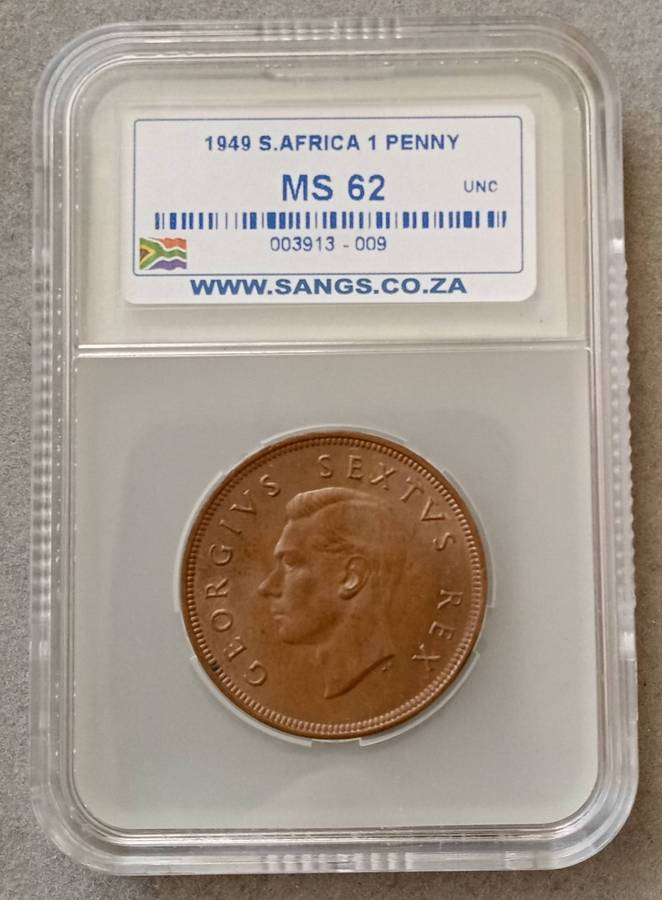 1949 S.AFRICA 1 PENNY
MS 62 UNC
003913 - 009
WWW.SANGS.CO.ZA
GEORGIVS SEXTVS REX